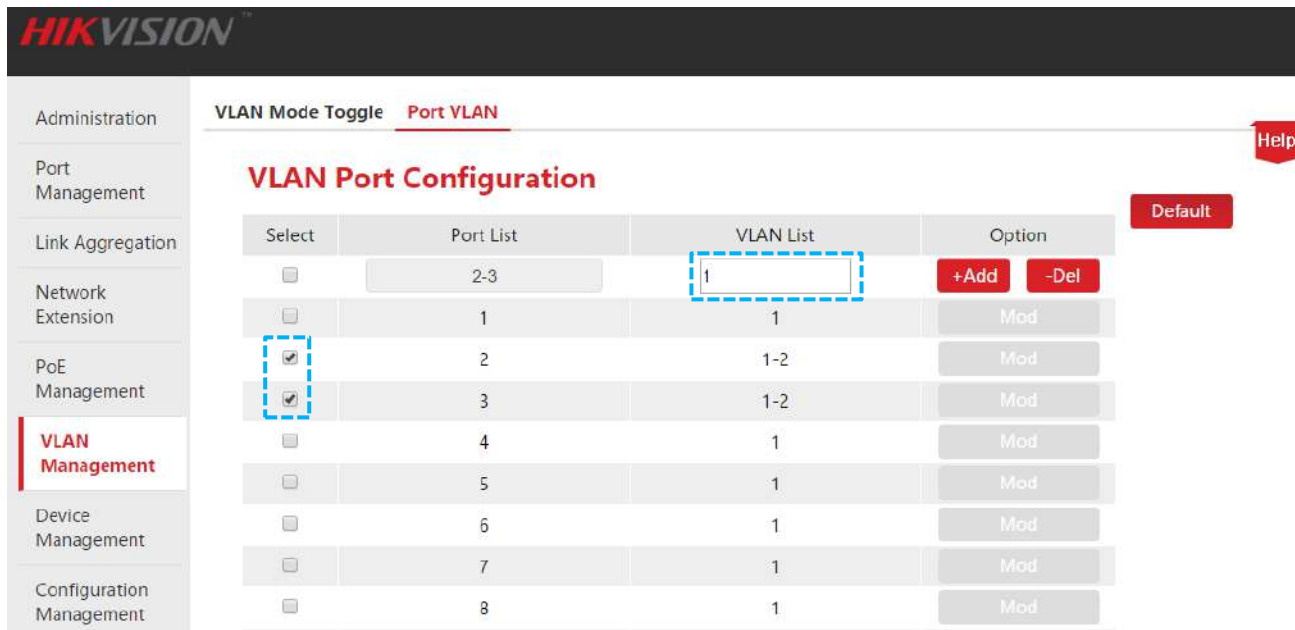 HIKVISION™
Administration
Port
Management
Link Aggregation
Network
Extension
PoE
Management
VLAN
Management
Device
Management
Configuration
Management
VLAN Mode Toggle Port VLAN
Help
VLAN Port Configuration
Default
Select Port List VLAN List Option
2-3 1 +Add -Del
1 1 Mod
2 1-2 Mod
3 1-2 Mod
4 1 Mod
5 1 Mod
6 1 Mod
7 1 Mod
8 1 Mod